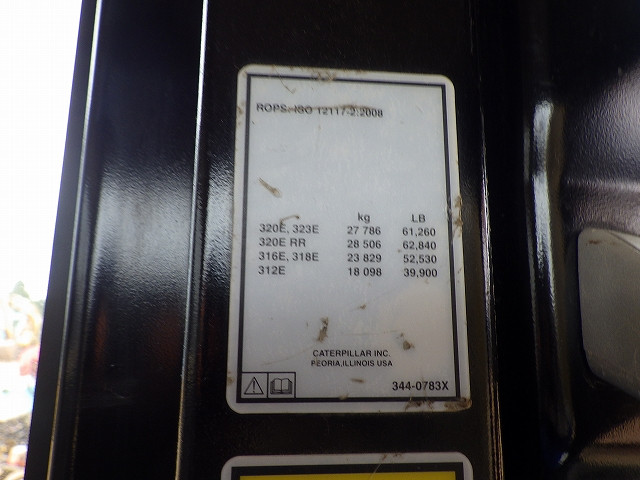 ROPS: ISO 12117-2:2008
kg LB
320E, 323E 27 786 61,260
320E RR 28 506 62,840
316E, 318E 23 829 52,530
312E 18 098 39,900
CATERPILLAR INC.
PEORIA,ILLINOIS USA
344-0783X